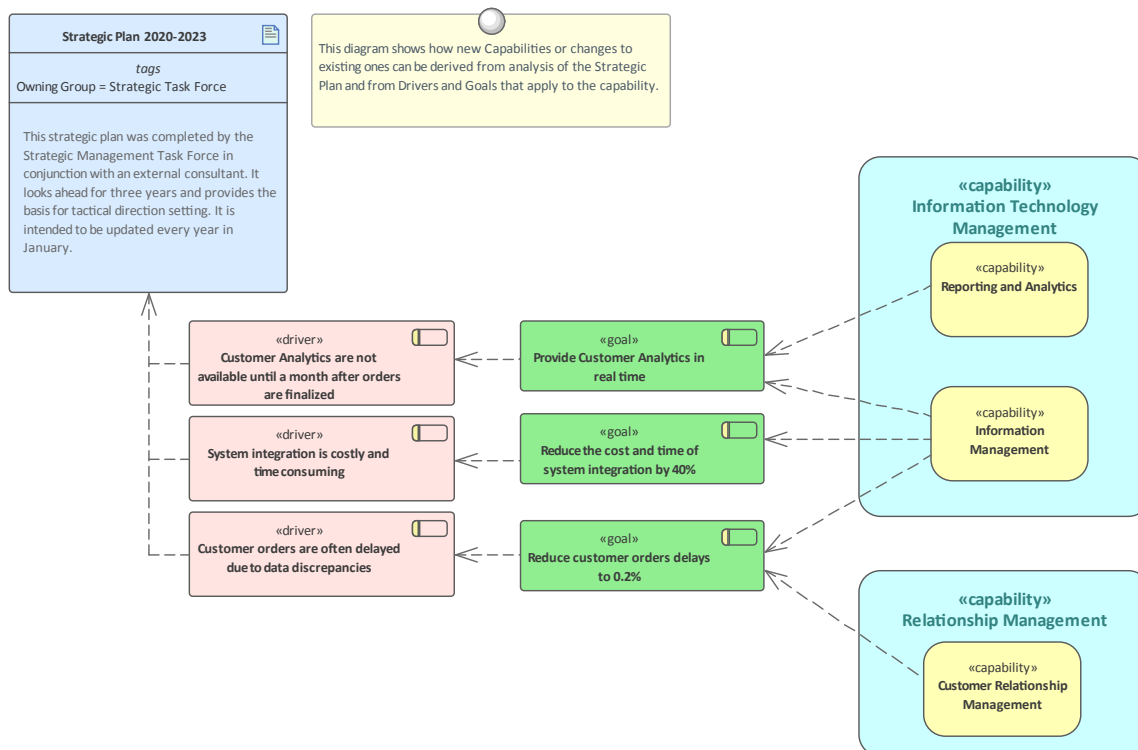 Strategic Plan 2020-2023
tags
Owning Group = Strategic Task Force
This strategic plan was completed by the
Strategic Management Task Force in
conjunction with an external consultant. It
looks ahead for three years and provides the
basis for tactical direction setting. It is
intended to be updated every year in
January.
This diagram shows how new Capabilities or changes to
existing ones can be derived from analysis of the Strategic
Plan and from Drivers and Goals that apply to the capability.
«driver»
Customer Analytics are not
available until a month after orders
are finalized
«driver»
System integration is costly and
time consuming
«driver»
Customer orders are often delayed
due to data discrepancies
«goal»
Provide Customer Analytics in
real time
«goal»
Reduce the cost and time of
system integration by 40%
«goal»
Reduce customer orders delays
to 0.2%
«capability»
Information Technology
Management
«capability»
Reporting and Analytics
«capability»
Information
Management
«capability»
Relationship Management
«capability»
Customer Relationship
Management